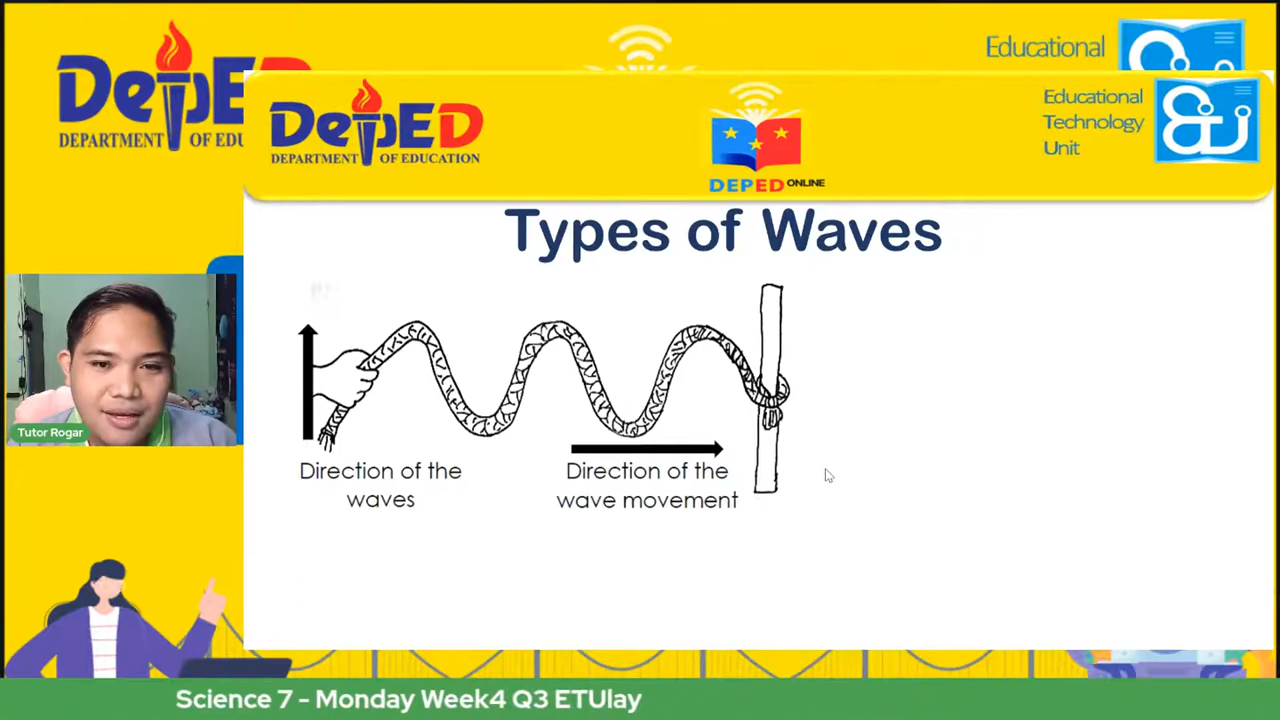 DepED
DEPARTMENT OF EDU
Educational
DepED
DEPARTMENT OF EDUCATION
DEPED ONLINE
Educational
Technology
Unit
Types of Waves
Direction of the
waves
Direction of the
wave movement
Tutor Rogar
Science 7 - Monday Week4 Q3 ETUlay